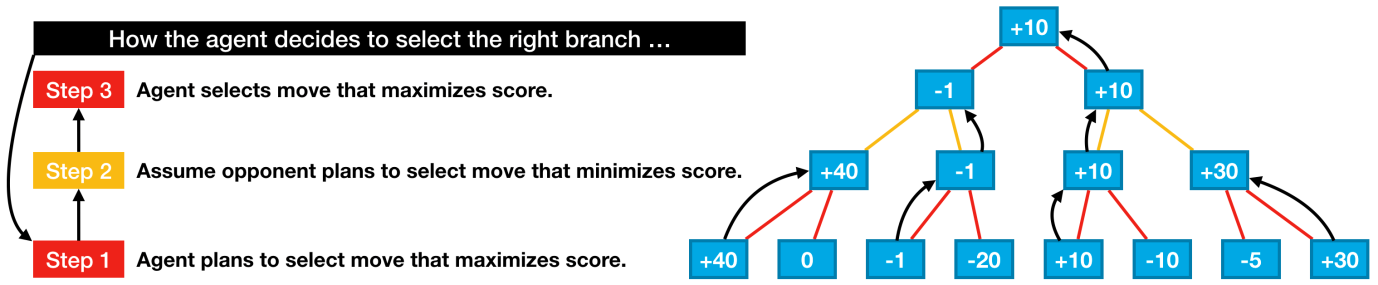 How the agent decides to select the right branch …
Step 3 Agent selects move that maximizes score.
Step 2 Assume opponent plans to select move that minimizes score.
Step 1 Agent plans to select move that maximizes score.
+10
-1 +10
+40 -1 +10 +30
+40 0 -1 -20 +10 -10 -5 +30